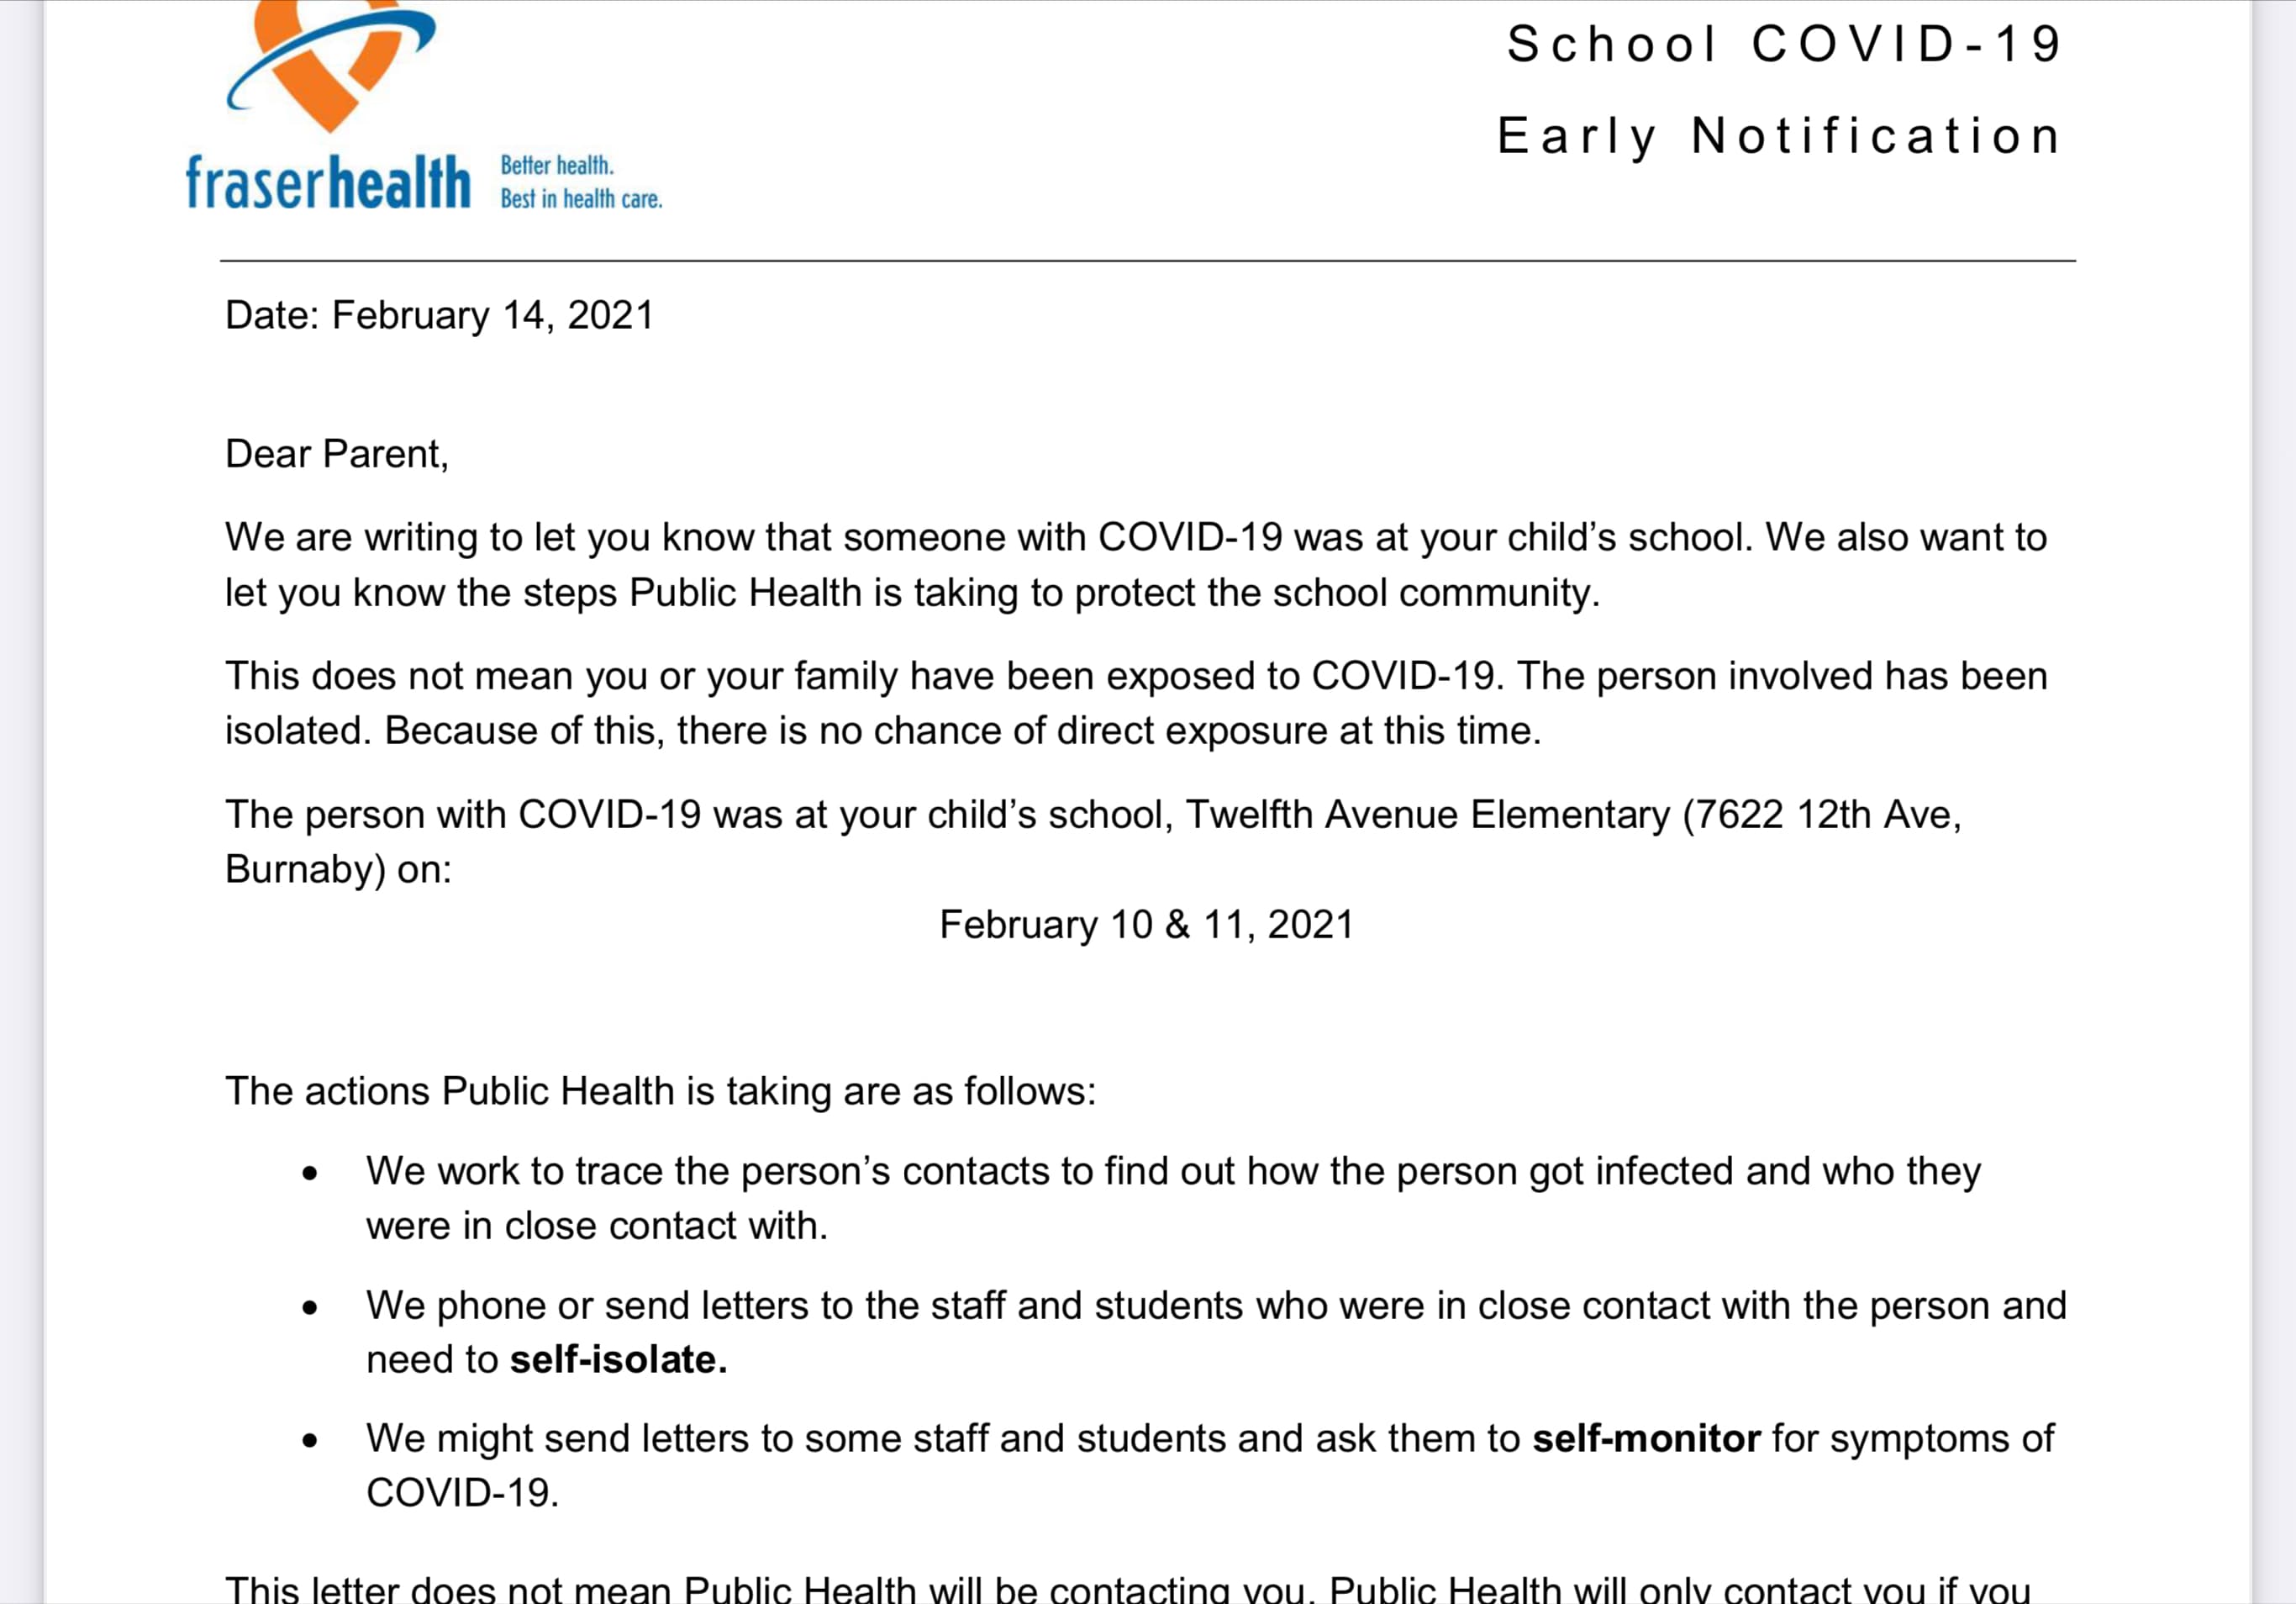 School COVID-19
Early Notification
fraserhealth
Better health.
Best in health care.
Date: February 14, 2021
Dear Parent,
We are writing to let you know that someone with COVID-19 was at your child’s school. We also want to
let you know the steps Public Health is taking to protect the school community.
This does not mean you or your family have been exposed to COVID-19. The person involved has been
isolated. Because of this, there is no chance of direct exposure at this time.
The person with COVID-19 was at your child’s school, Twelfth Avenue Elementary (7622 12th Ave,
Burnaby) on:
February 10 & 11, 2021
The actions Public Health is taking are as follows:
• We work to trace the person’s contacts to find out how the person got infected and who they
were in close contact with.
• We phone or send letters to the staff and students who were in close contact with the person and
need to self-isolate.
• We might send letters to some staff and students and ask them to self-monitor for symptoms of
COVID-19.
This letter does not mean Public Health will be contacting you. Public Health will only contact you if you